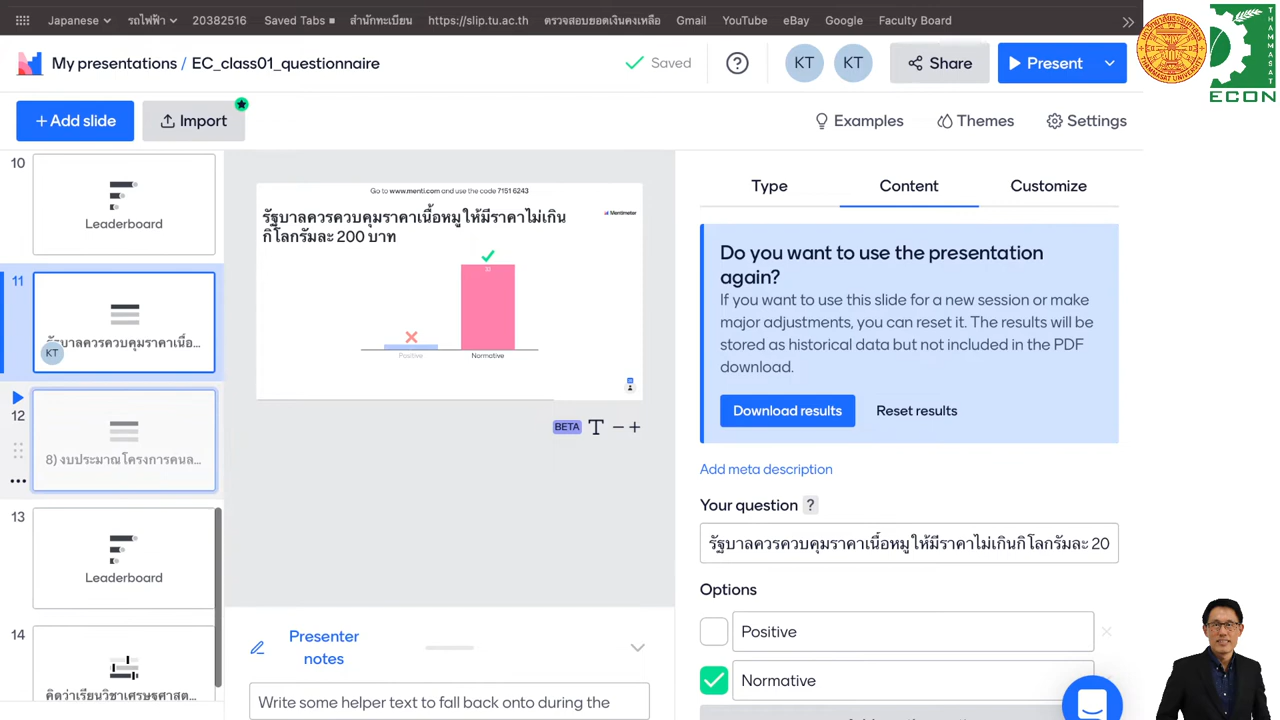 Japanese
รถไฟฟ้า
20382516
Saved Tabs
สำนักทะเบียน
https://slip.tu.ac.th
ตรวจสอบยอดเงินคงเหลือ
Gmail
YouTube
eBay
Google
Faculty Board
My presentations / EC_class01_questionnaire
Saved
KT
KT
Share
Present
THAMMASAT
ECON
+ Add slide
Import
Examples
Themes
Settings
10
Leaderboard
11
รัฐบาลควรควบคุมราคาเนื้อ...
KT
12
8) งบประมาณโครงการคนล...
13
Leaderboard
14
คิดว่าเรียนวิชาเศรษฐศาสต...
Go to www.menti.com and use the code 7151 6243
รัฐบาลควรควบคุมราคาเนื้อหมู ให้มีราคาไม่เกิน
กิโลกรัมละ 200 บาท
Mentimeter
Positive
Normative
BETA
Presenter
notes
Write some helper text to fall back onto during the
Type
Content
Customize
Do you want to use the presentation
again?
If you want to use this slide for a new session or make
major adjustments, you can reset it. The results will be
stored as historical data but not included in the PDF
download.
Download results
Reset results
Add meta description
Your question ?
รัฐบาลควรควบคุมราคาเนื้อหมู ให้มีราคาไม่เกินกิโลกรัมละ 20
Options
Positive
Normative